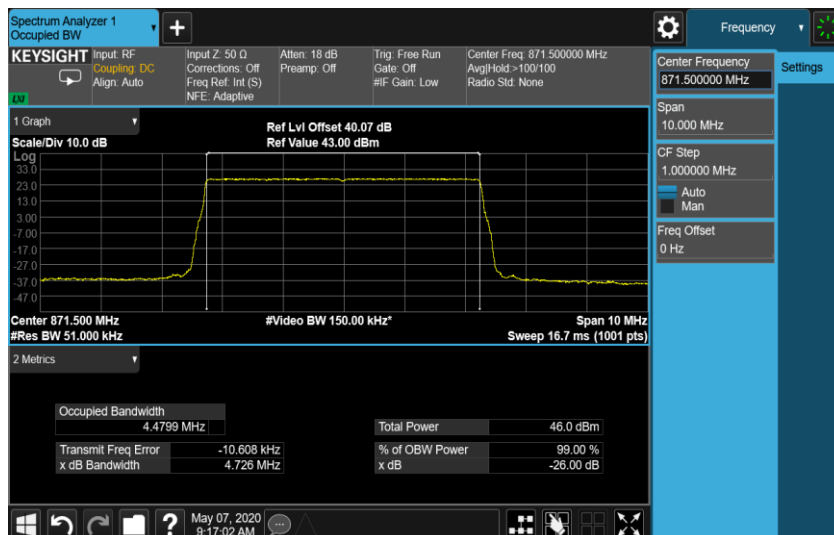 Spectrum Analyzer 1
Occupied BW
Frequency
KEYSIGHT
Input: RF
Coupling: DC
Align: Auto
LXI
Input Z: 50 Ω
Corrections: Off
Freq Ref: Int (S)
NFE: Adaptive
Atten: 18 dB
Preamp: Off
Trig: Free Run
Gate: Off
#IF Gain: Low
Center Freq: 871.500000 MHz
Avg|Hold:>100/100
Radio Std: None
Center Frequency
871.500000 MHz
Settings
Span
10.000 MHz
CF Step
1.000000 MHz
Auto
Man
Freq Offset
0 Hz
1 Graph
Scale/Div 10.0 dB
Ref Lvl Offset 40.07 dB
Ref Value 43.00 dBm
Log
33.0
23.0
13.0
3.00
-7.00
-17.0
-27.0
-37.0
-47.0
Center 871.500 MHz
#Video BW 150.00 kHz*
Span 10 MHz
#Res BW 51.000 kHz
Sweep 16.7 ms (1001 pts)
2 Metrics
Occupied Bandwidth
4.4799 MHz
Total Power 46.0 dBm
Transmit Freq Error -10.608 kHz
% of OBW Power 99.00 %
x dB Bandwidth 4.726 MHz
x dB -26.00 dB
?
May 07, 2020
9:17:02 AM